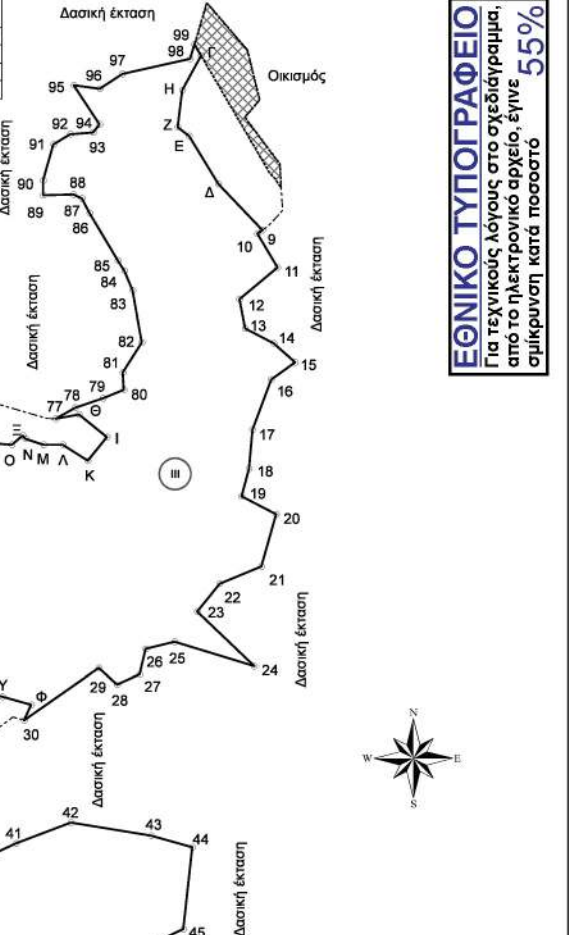 Δασική έκταση
99
98
Γ
97
Οικισμός
96
95
Η
94
92
93
Ζ
Ε
91
Δασική έκταση
90
88
89
87
Δ
86
9
10
11
Δασική έκταση
85
84
83
Δασική έκταση
12
13
14
82
15
81
16
80
79
78
77
Θ
17
Ξ
Ι
Ο
Ν
Μ
Λ
Κ
III
18
19
20
21
22
23
Δασική έκταση
24
25
26
27
29
28
Υ
Φ
30
Δασική έκταση
N
W
E
S
42
41
43
44
Δασική έκταση
45
ΕΘΝΙΚΟ ΤΥΠΟΓΡΑΦΕΙΟ
Για τεχνικούς λόγους στο σχεδιάγραμμα,
από το ηλεκτρονικό αρχείο, έγινε
σμίκρυνση κατά ποσοστό 55%